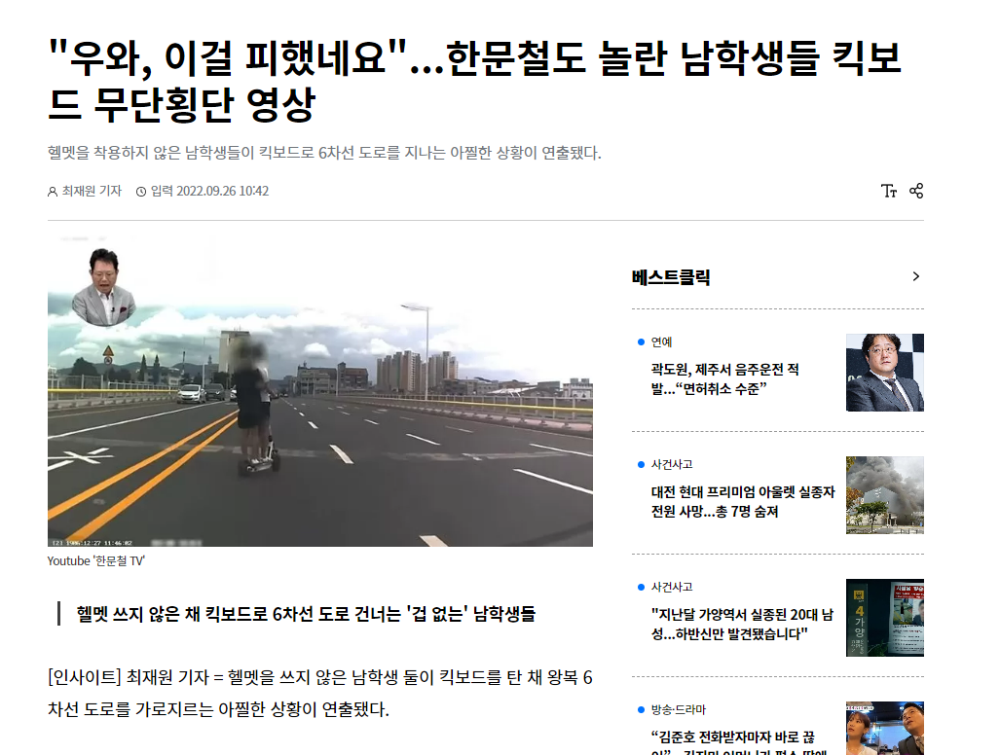 "우와, 이걸 피했네요"...한문철도 놀란 남학생들 킥보
드 무단횡단 영상
헬멧을 착용하지 않은 남학생들이 킥보드로 6차선 도로를 지나는 아찔한 상황이 연출됐다.
최재원 기자 입력 2022.09.26 10:42
Youtube '한문철 TV'
헬멧 쓰지 않은 채 킥보드로 6차선 도로 건너는 '겁 없는' 남학생들
[인사이트] 최재원 기자 = 헬멧을 쓰지 않은 남학생 둘이 킥보드를 탄 채 왕복 6
차선 도로를 가로지르는 아찔한 상황이 연출됐다.
베스트클릭
연예
곽도원, 제주서 음주운전 적
발...“면허취소 수준”
사건사고
대전 현대 프리미엄 아울렛 실종자
전원 사망...총 7명 숨져
사건사고
"지난달 가양역서 실종된 20대 남
성...하반신만 발견됐습니다"
4
가양
방송·드라마
“김준호 전화받자마자 바로 끊